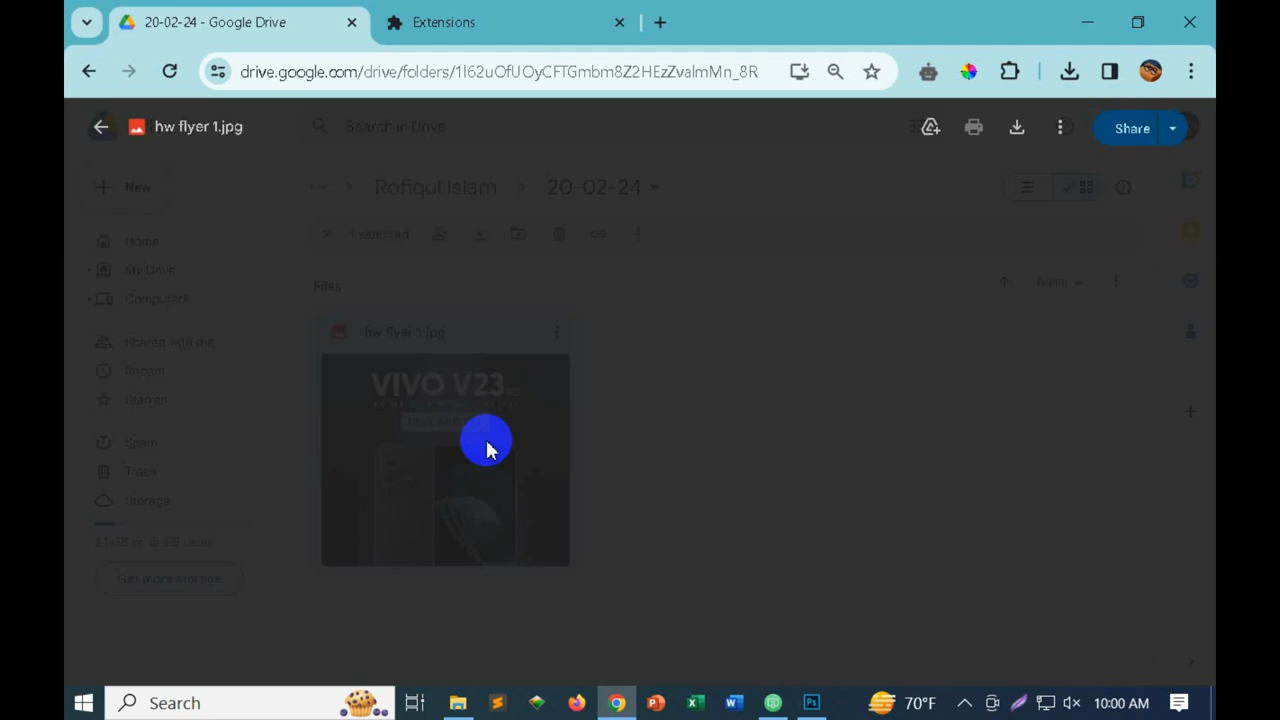 20-02-24 - Google Drive
Extensions
drive.google.com/drive/folders/1l62uOfUOyCFTGmbm8Z2HEzZvalmMn_8R
hw flyer 1.jpg
Search in Drive
Share
New
Rofiqul Islam
20-02-24
1 selected
Home
My Drive
Computers
Files
Name
Shared with me
hw flyer 1.jpg
Recent
VIVO V23
Starred
Spam
Trash
Storage
Get more storage
Search
70°F
10:00 AM